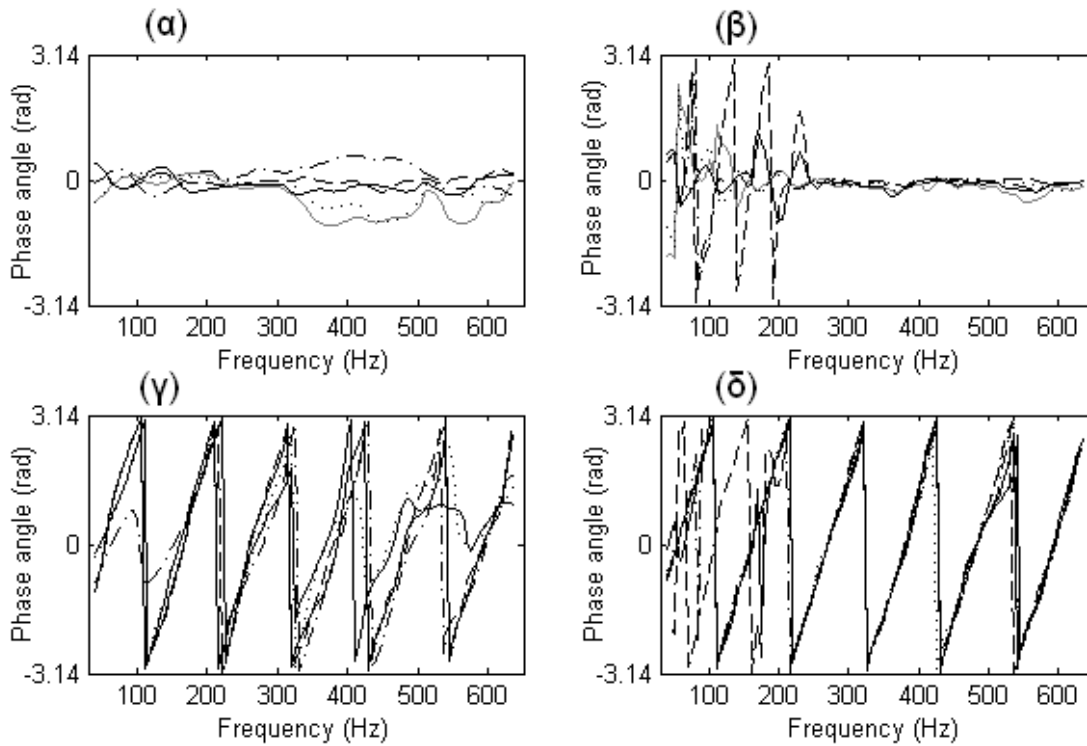 (α)
3.14
0
-3.14
Phase angle (rad)
100 200 300 400 500 600
Frequency (Hz)
(β)
3.14
0
-3.14
Phase angle (rad)
100 200 300 400 500 600
Frequency (Hz)
(γ)
3.14
0
-3.14
Phase angle (rad)
100 200 300 400 500 600
Frequency (Hz)
(δ)
3.14
0
-3.14
Phase angle (rad)
100 200 300 400 500 600
Frequency (Hz)